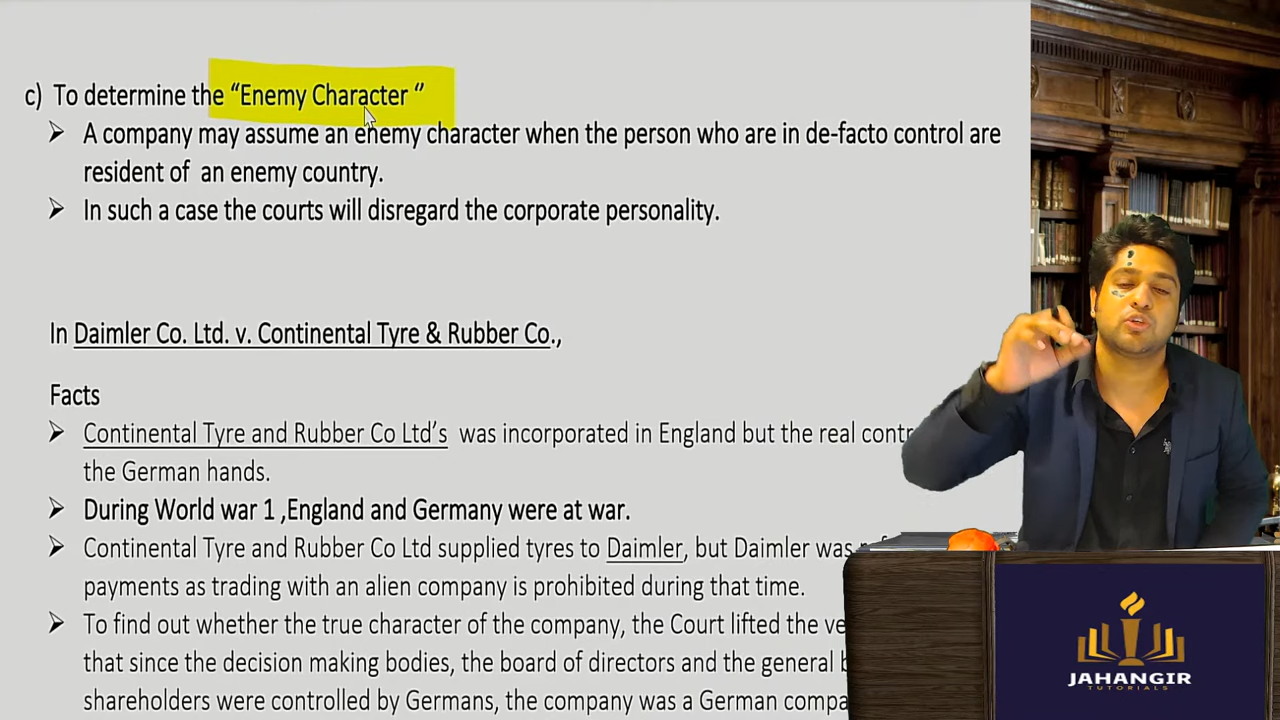 c) To determine the “Enemy Character ”
➢ A company may assume an enemy character when the person who are in de-facto control are
resident of an enemy country.
➢ In such a case the courts will disregard the corporate personality.
In Daimler Co. Ltd. v. Continental Tyre & Rubber Co.,
Facts
➢ Continental Tyre and Rubber Co Ltd’s was incorporated in England but the real
the German hands.
➢ During World war 1 ,England and Germany were at war.
➢ Continental Tyre and Rubber Co Ltd supplied tyres to Daimler, but Daimler was
payments as trading with an alien company is prohibited during that time.
➢ To find out whether the true character of the company, the Court lifted the
that since the decision making bodies, the board of directors and the general
shareholders were controlled by Germans, the company was a German
JAHANGIR
TUTORIALS